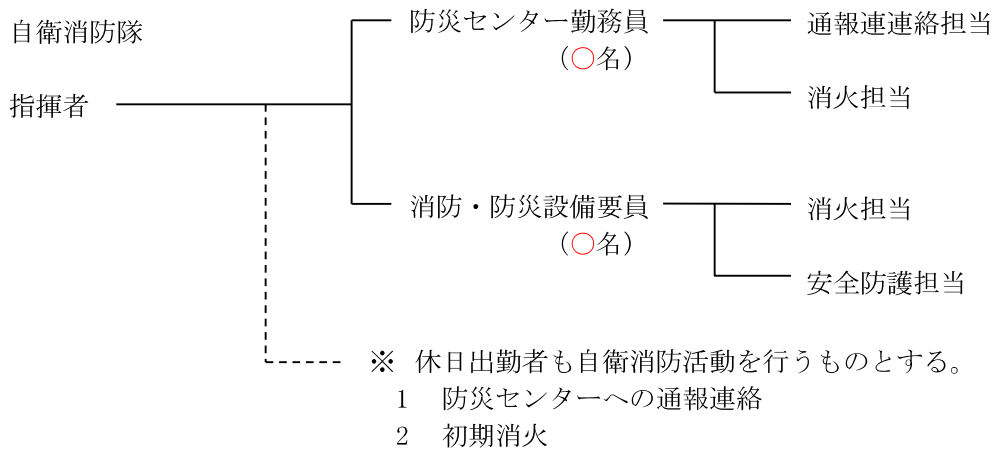 自衛消防隊
指揮者
防災センター勤務員
（〇名）
通報連連絡担当
消火担当
消防・防災設備要員
（〇名）
消火担当
安全防護担当
※ 休日出勤者も自衛消防活動を行うものとする。
1 防災センターへの通報連絡
2 初期消火